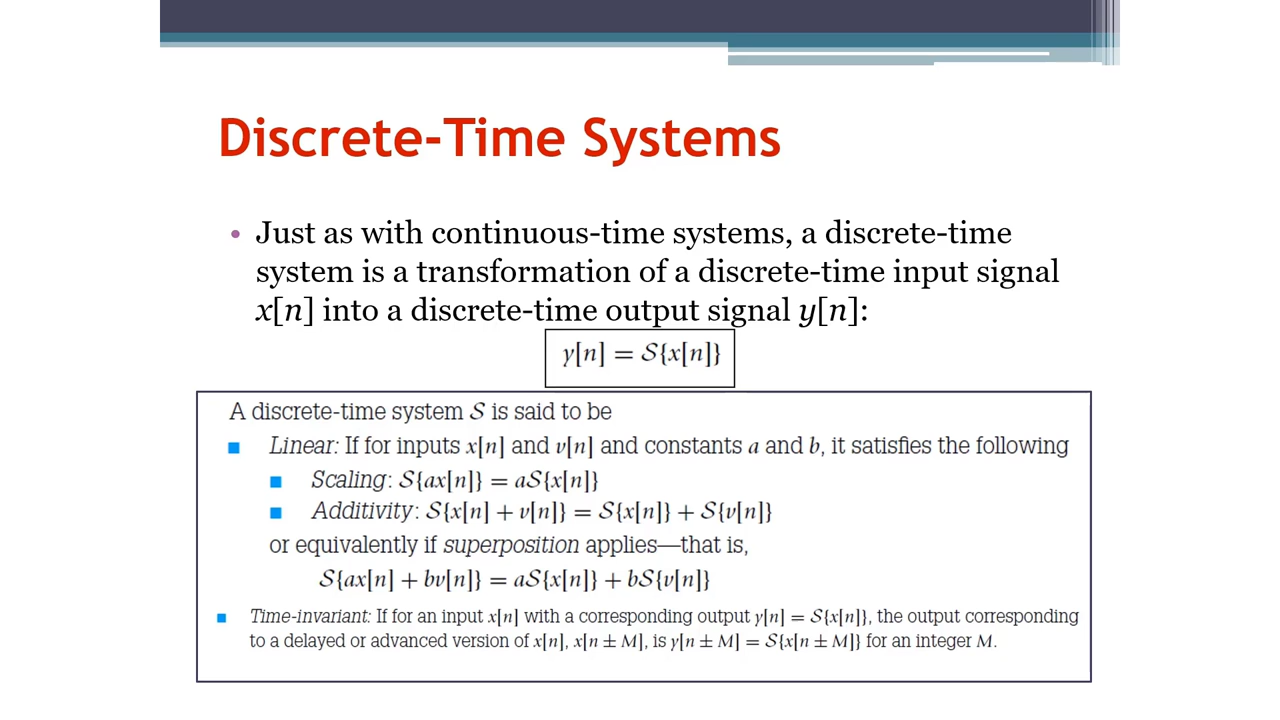 Discrete-Time Systems
• Just as with continuous-time systems, a discrete-time
system is a transformation of a discrete-time input signal
x[n] into a discrete-time output signal y[n]:
y[n] = 𝒮{x[n]}
A discrete-time system 𝒮 is said to be
■ Linear: If for inputs x[n] and v[n] and constants a and b, it satisfies the following
■ Scaling: 𝒮{ax[n]} = a𝒮{x[n]}
■ Additivity: 𝒮{x[n] + v[n]} = 𝒮{x[n]} + 𝒮{v[n]}
or equivalently if superposition applies—that is,
𝒮{ax[n] + bv[n]} = a𝒮{x[n]} + b𝒮{v[n]}
■ Time-invariant: If for an input x[n] with a corresponding output y[n] = 𝒮{x[n]}, the output corresponding
to a delayed or advanced version of x[n], x[n ± M], is y[n ± M] = 𝒮{x[n ± M]} for an integer M.